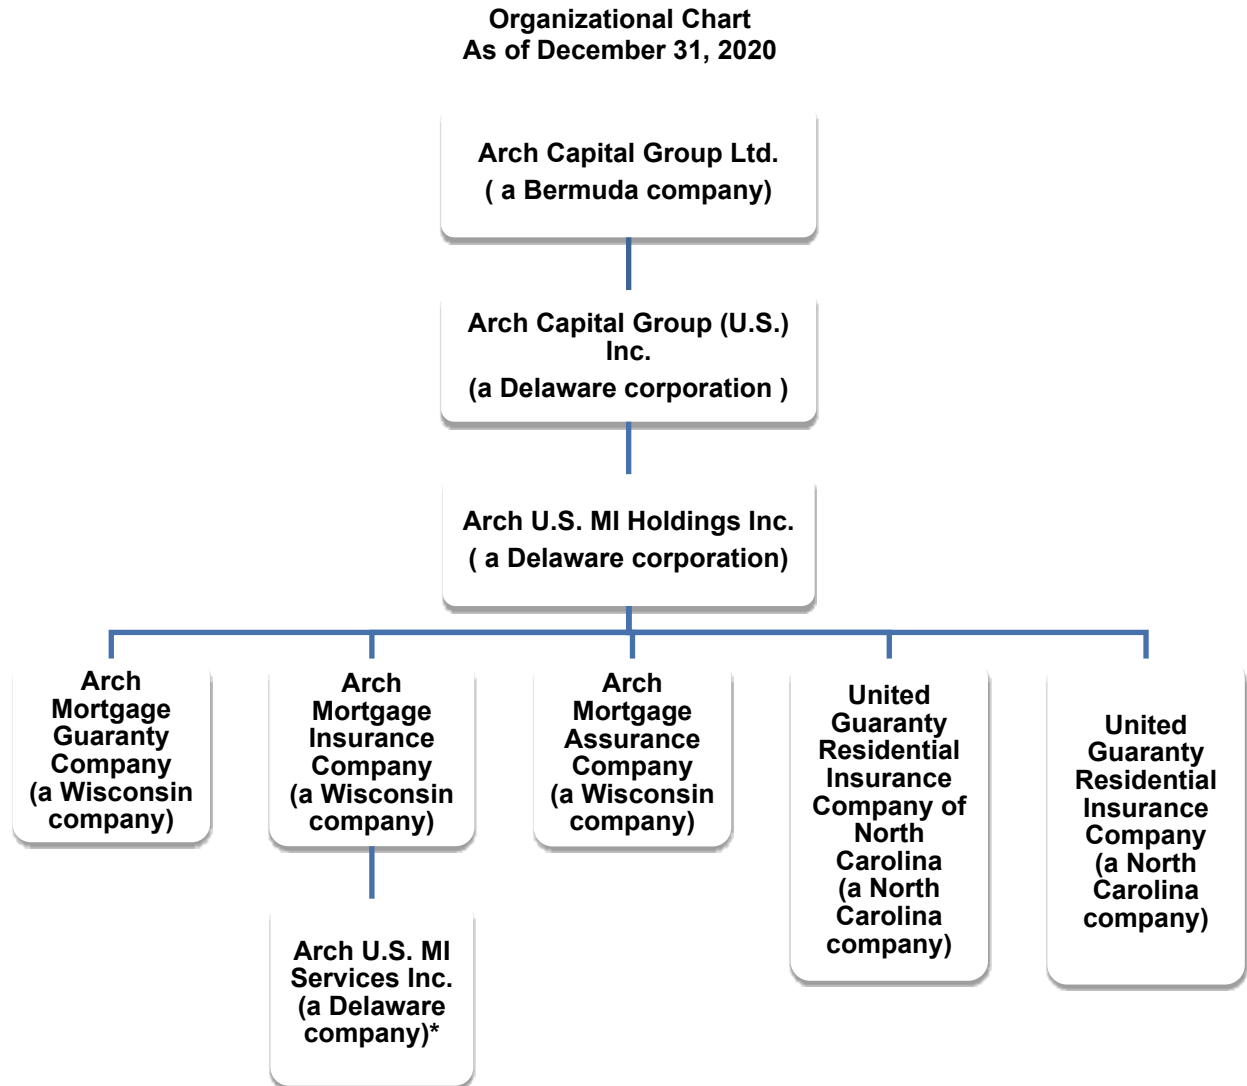 Organizational Chart
As of December 31, 2020
Arch Capital Group Ltd.
( a Bermuda company)
Arch Capital Group (U.S.)
Inc.
(a Delaware corporation )
Arch U.S. MI Holdings Inc.
( a Delaware corporation)
Arch
Mortgage
Guaranty
Company
(a Wisconsin
company)
Arch
Mortgage
Insurance
Company
(a Wisconsin
company)
Arch
Mortgage
Assurance
Company
(a Wisconsin
company)
United
Guaranty
Residential
Insurance
Company of
North
Carolina
(a North
Carolina
company)
United
Guaranty
Residential
Insurance
Company
(a North
Carolina
company)
Arch U.S. MI
Services Inc.
(a Delaware
company)*